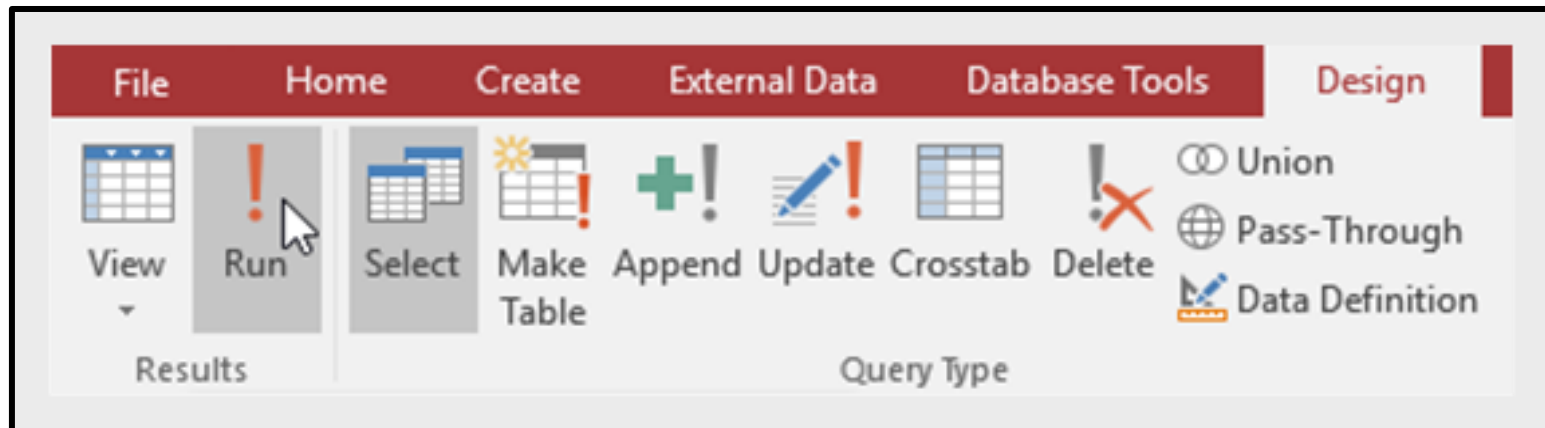 File Home Create External Data Database Tools Design
View Run Select Make Table Append Update Crosstab Delete
Union
Pass-Through
Data Definition
Results Query Type